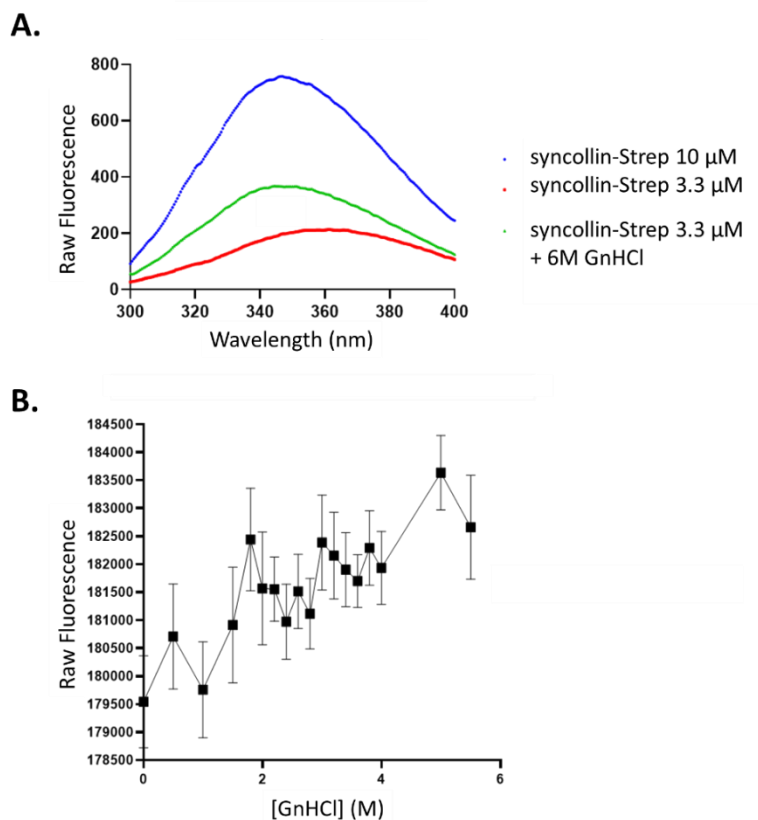 A.
800
600
400
200
0
Raw Fluorescence
300 320 340 360 380 400
Wavelength (nm)
syncollin-Strep 10 µM
syncollin-Strep 3.3 µM
syncollin-Strep 3.3 µM
+ 6M GnHCl
B.
184500
184000
183500
183000
182500
182000
181500
181000
180500
180000
179500
179000
178500
Raw Fluorescence
0 2 4 6
[GnHCl] (M)